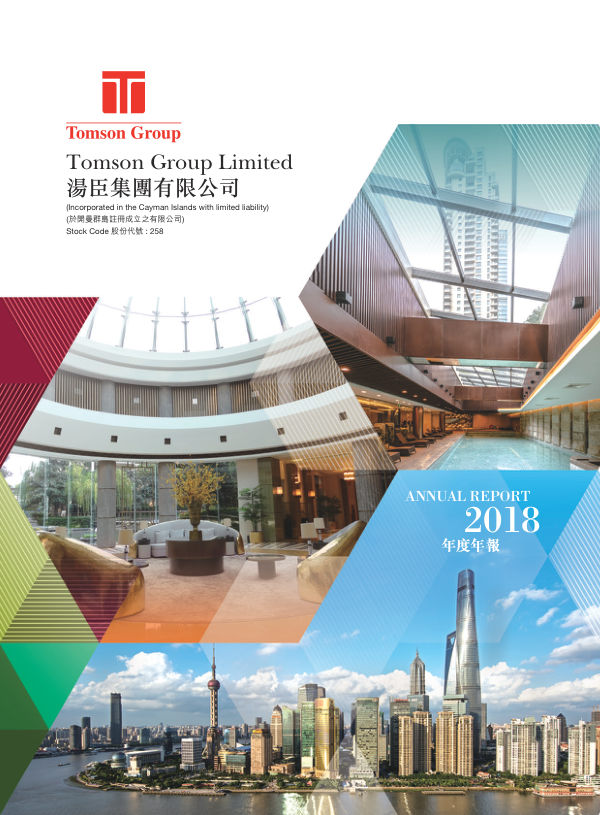 Tomson Group
Tomson Group Limited
湯臣集團有限公司
(Incorporated in the Cayman Islands with limited liability)
(於開曼群島註冊成立之有限公司)
Stock Code 股份代號 : 258
ANNUAL REPORT
2018
年度年報